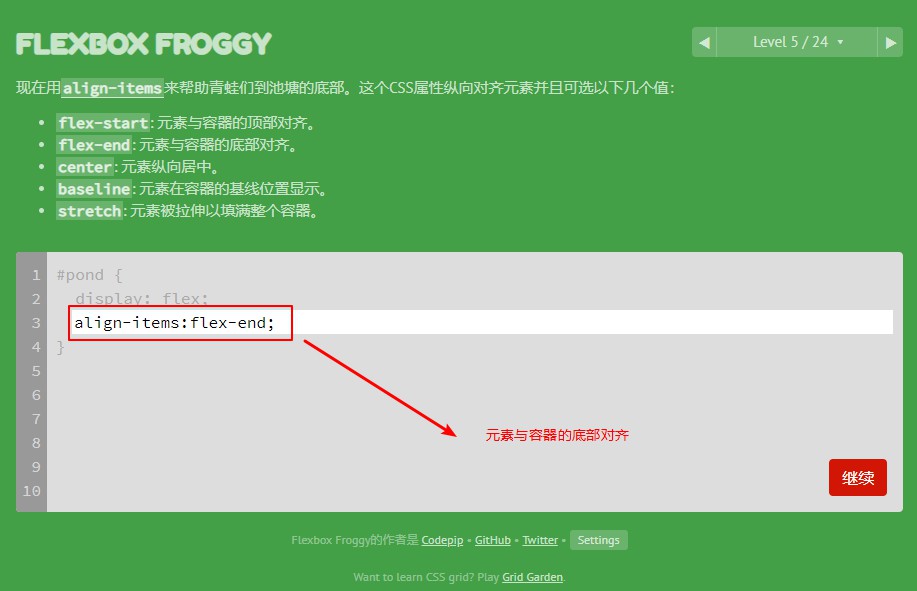 FLEXBOX FROGGY
Level 5 / 24
现在用align-items来帮助青蛙们到池塘的底部。这个CSS属性纵向对齐元素并且可选以下几个值:
flex-start: 元素与容器的顶部对齐。
flex-end: 元素与容器的底部对齐。
center: 元素纵向居中。
baseline: 元素在容器的基线位置显示。
stretch: 元素被拉伸以填满整个容器。
1 #pond {
2 display: flex;
3 align-items:flex-end;
4 }
5
6
7
8 元素与容器的底部对齐
9
继续
10
Flexbox Froggy的作者是 Codepip • GitHub • Twitter • Settings
Want to learn CSS grid? Play Grid Garden.